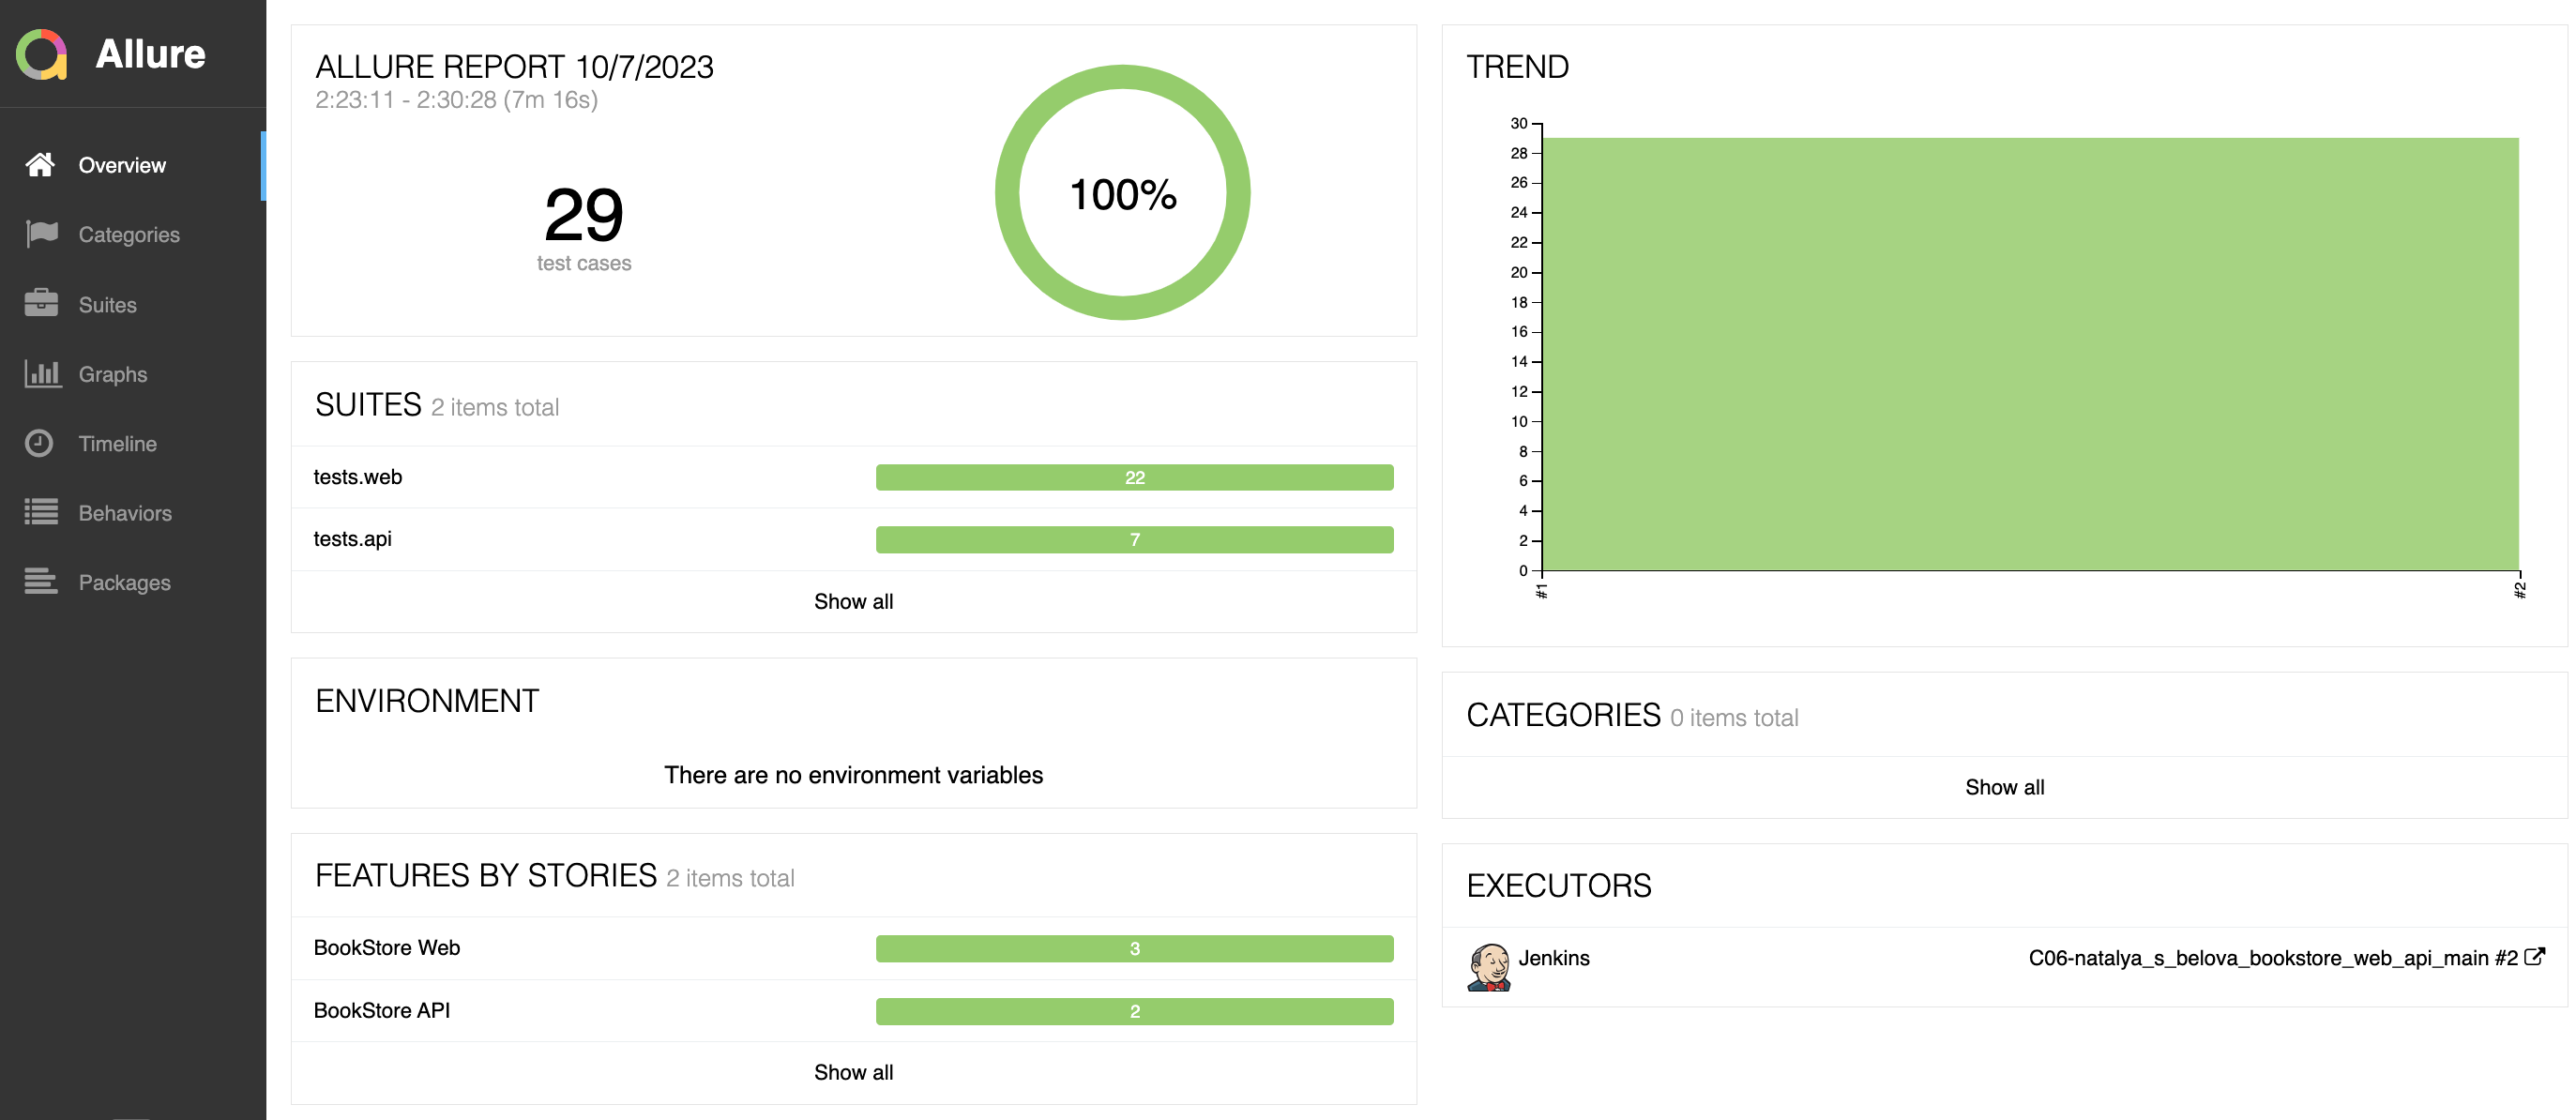 Allure
Overview
Categories
Suites
Graphs
Timeline
Behaviors
Packages
ALLURE REPORT 10/7/2023
2:23:11 - 2:30:28 (7m 16s)
29
test cases
100%
SUITES 2 items total
tests.web 22
tests.api 7
Show all
ENVIRONMENT
There are no environment variables
FEATURES BY STORIES 2 items total
BookStore Web 3
BookStore API 2
Show all
TREND
30
28
26
24
22
20
18
16
14
12
10
8
6
4
2
0
#1 #2
CATEGORIES 0 items total
Show all
EXECUTORS
Jenkins C06-natalya_s_belova_bookstore_web_api_main #2